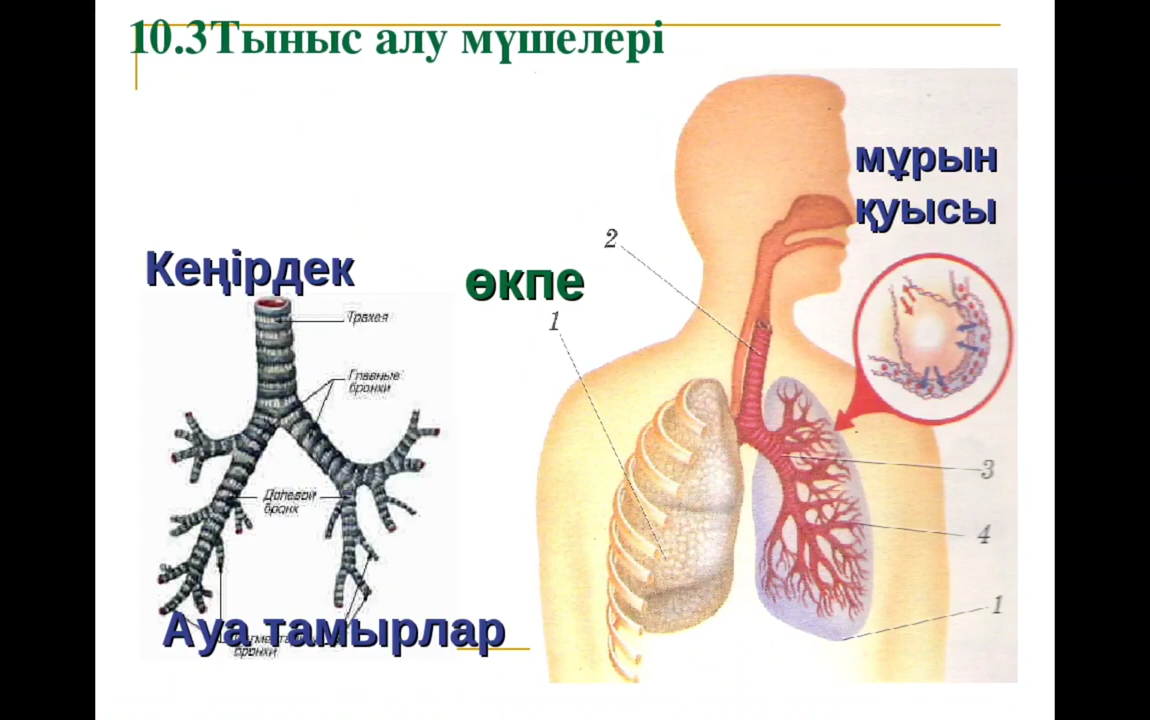 10.3Тыныс алу мүшелері
мұрын
қуысы
Кеңірдек
өкпе
Трахея
Главные
бронхи
Долевой
бронх
Ауа тамырлар
бронхи
2
1
3
4
1